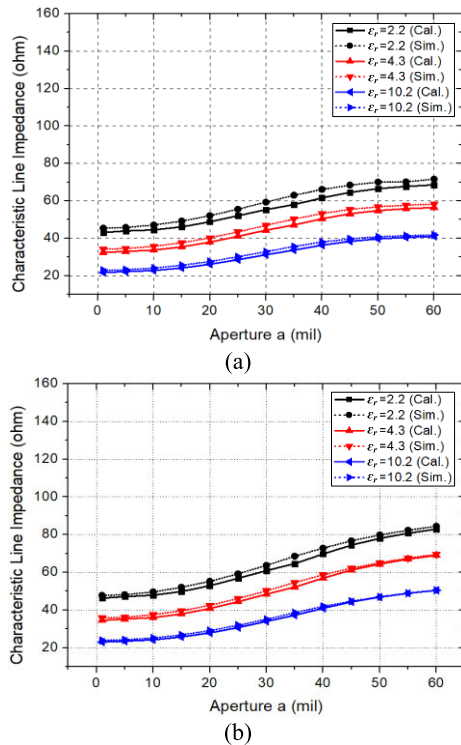 160
140
120
100
80
60
40
20
Characteristic Line Impedance (ohm)
εr=2.2 (Cal.)
εr=2.2 (Sim.)
εr=4.3 (Cal.)
εr=4.3 (Sim.)
εr=10.2 (Cal.)
εr=10.2 (Sim.)
0 10 20 30 40 50 60
Aperture a (mil)
(a)
160
140
120
100
80
60
40
20
Characteristic Line Impedance (ohm)
εr=2.2 (Cal.)
εr=2.2 (Sim.)
εr=4.3 (Cal.)
εr=4.3 (Sim.)
εr=10.2 (Cal.)
εr=10.2 (Sim.)
0 10 20 30 40 50 60
Aperture a (mil)
(b)